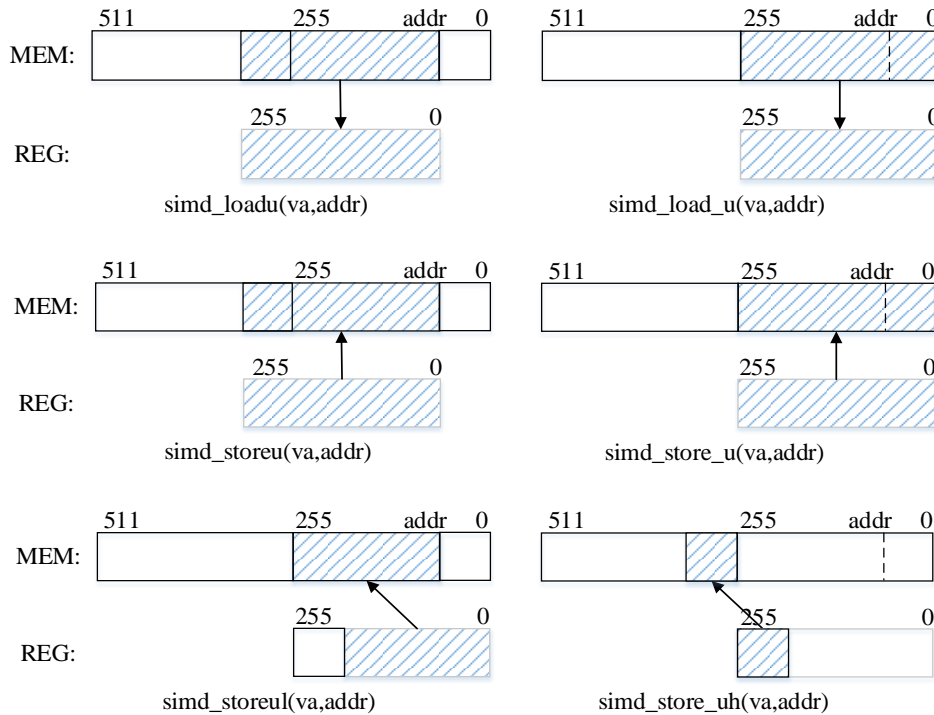 511 255 addr 0 511 255 addr 0
MEM:
255 0 255 0
REG:
simd_loadu(va,addr) simd_load_u(va,addr)
511 255 addr 0 511 255 addr 0
MEM:
255 0 255 0
REG:
simd_storeu(va,addr) simd_store_u(va,addr)
511 255 addr 0 511 255 addr 0
MEM:
255 0 255 0
REG:
simd_storeul(va,addr) simd_store_uh(va,addr)